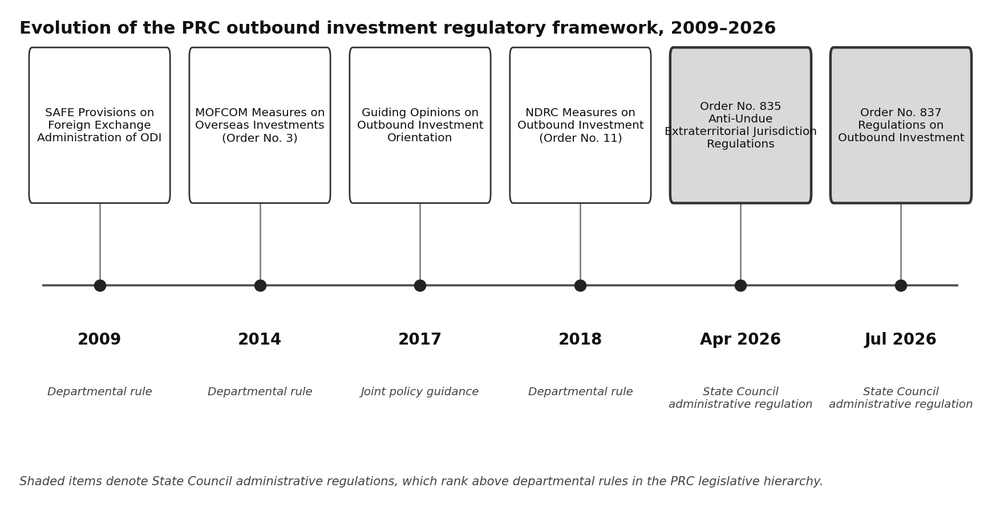 Evolution of the PRC outbound investment regulatory framework, 2009–2026
SAFE Provisions on
Foreign Exchange
Administration of ODI
MOFCOM Measures on
Overseas Investments
(Order No. 3)
Guiding Opinions on
Outbound Investment
Orientation
NDRC Measures on
Outbound Investment
(Order No. 11)
Order No. 835
Anti-Undue
Extraterritorial Jurisdiction
Regulations
Order No. 837
Regulations on
Outbound Investment
2009
2014
2017
2018
Apr 2026
Jul 2026
Departmental rule
Departmental rule
Joint policy guidance
Departmental rule
State Council
administrative regulation
State Council
administrative regulation
Shaded items denote State Council administrative regulations, which rank above departmental rules in the PRC legislative hierarchy.